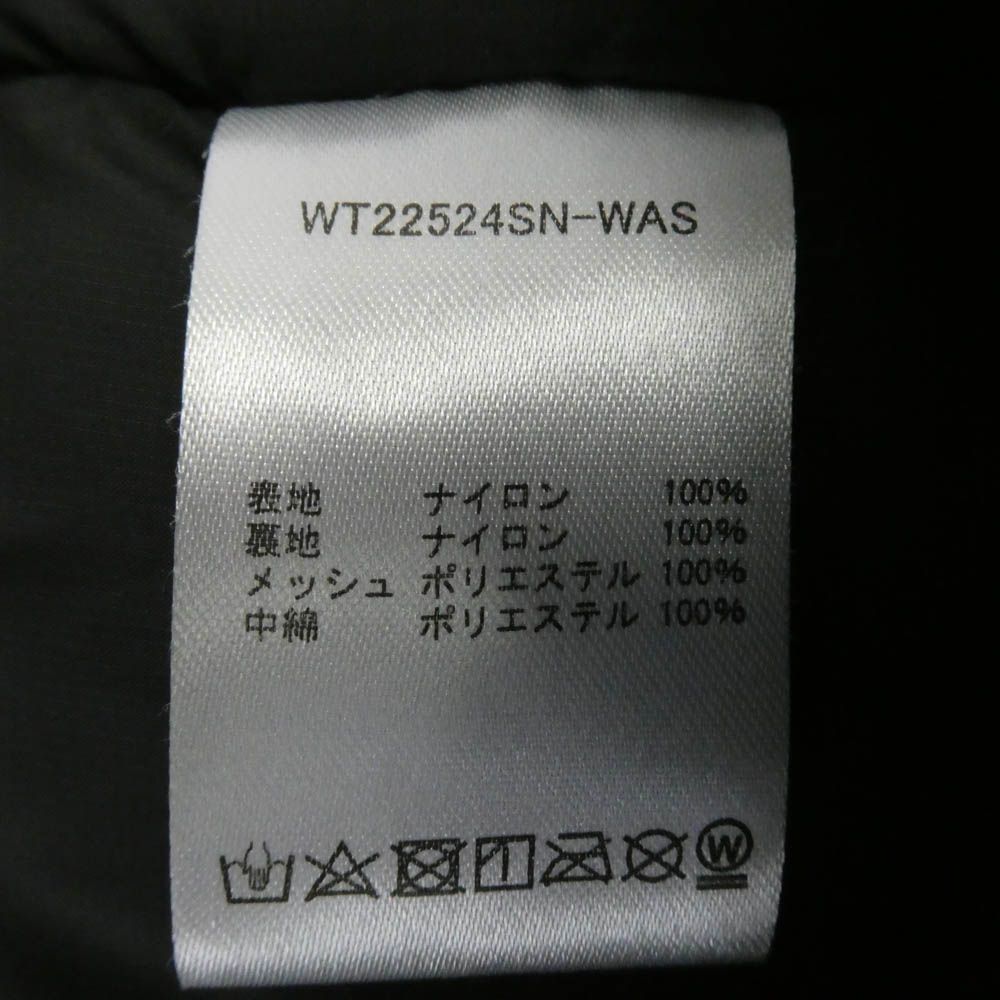 WT22524SN-WAS
表地 ナイロン 100%
裏地 ナイロン 100%
メッシュ ポリエステル 100%
中綿 ポリエステル 100%
W